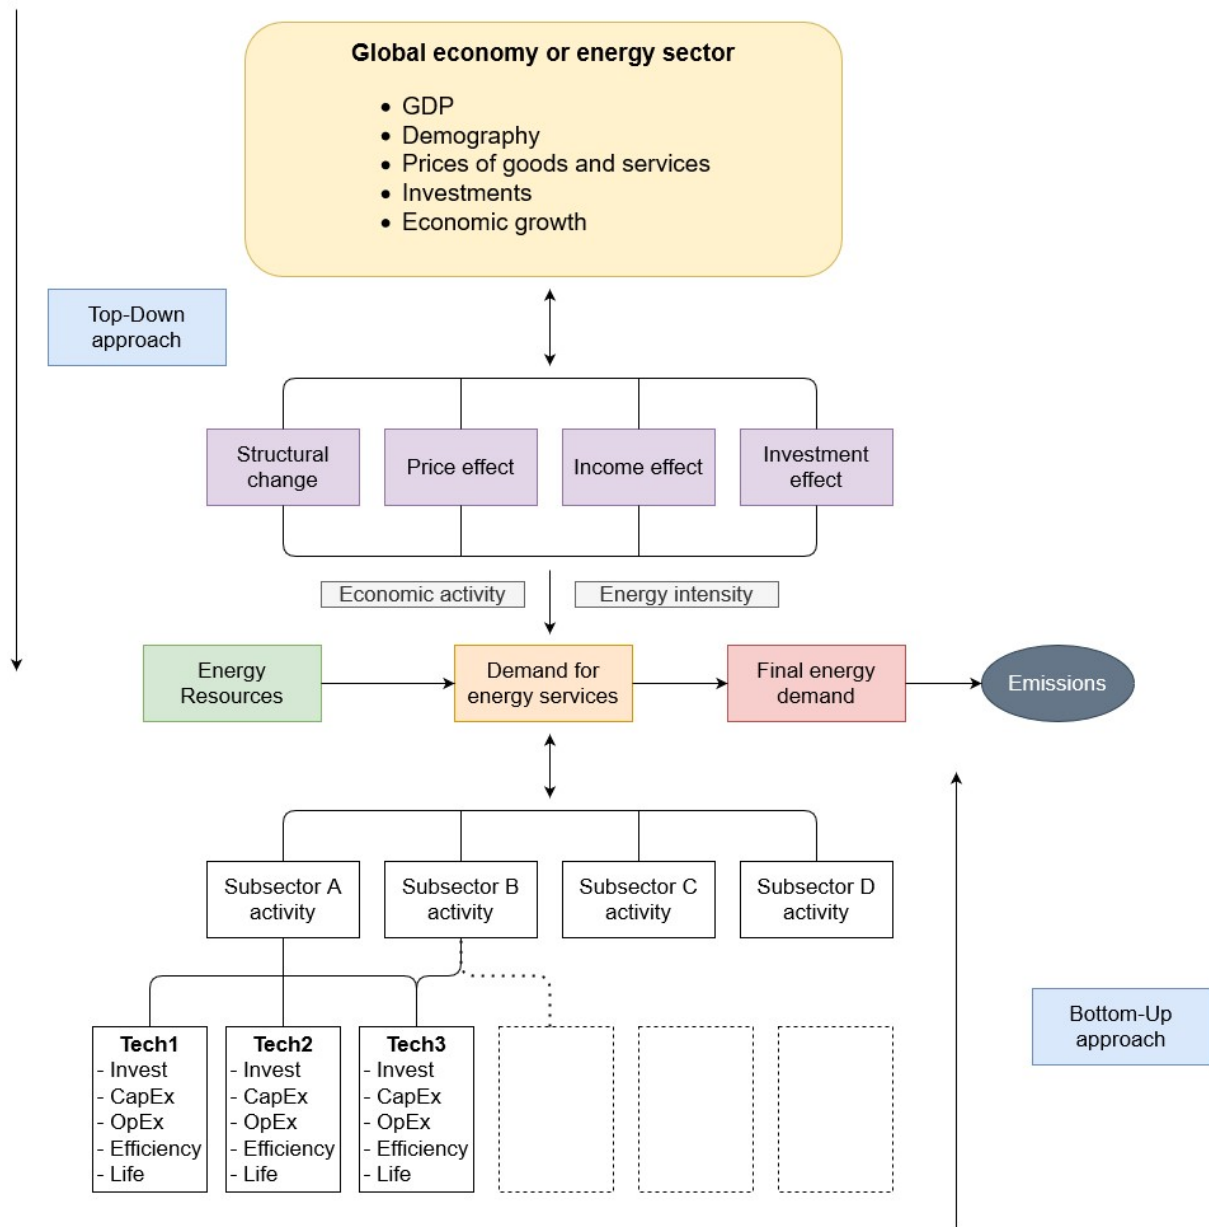 Global economy or energy sector
• GDP
• Demography
• Prices of goods and services
• Investments
• Economic growth
Top-Down
approach
Structural
change
Price effect
Income effect
Investment
effect
Economic activity
Energy intensity
Energy
Resources
Demand for
energy services
Final energy
demand
Emissions
Subsector A
activity
Subsector B
activity
Subsector C
activity
Subsector D
activity
Tech1
- Invest
- CapEx
- OpEx
- Efficiency
- Life
Tech2
- Invest
- CapEx
- OpEx
- Efficiency
- Life
Tech3
- Invest
- CapEx
- OpEx
- Efficiency
- Life
Bottom-Up
approach